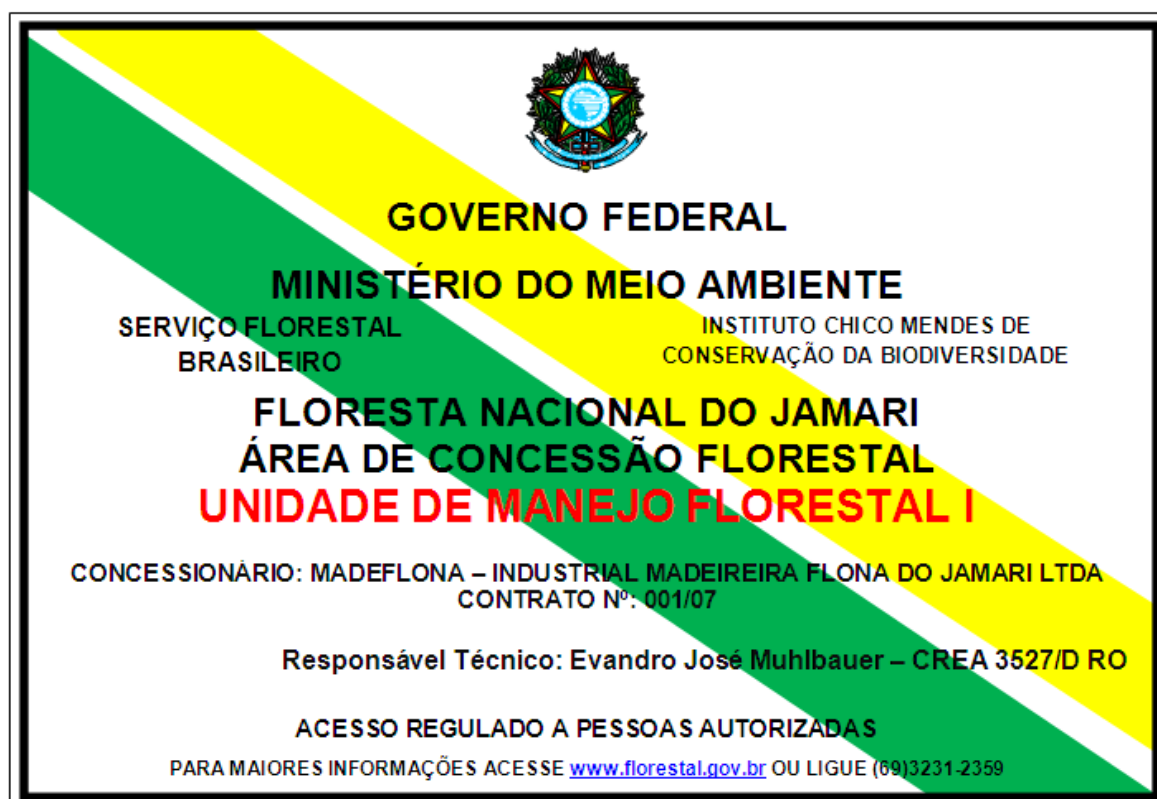 GOVERNO FEDERAL
MINISTÉRIO DO MEIO AMBIENTE
SERVIÇO FLORESTAL
BRASILEIRO
INSTITUTO CHICO MENDES DE
CONSERVAÇÃO DA BIODIVERSIDADE
FLORESTA NACIONAL DO JAMARI
ÁREA DE CONCESSÃO FLORESTAL
UNIDADE DE MANEJO FLORESTAL I
CONCESSIONÁRIO: MADEFLONA – INDUSTRIAL MADEIREIRA FLONA DO JAMARI LTDA
CONTRATO Nº: 001/07
Responsável Técnico: Evandro José Muhlbauer – CREA 3527/D RO
ACESSO REGULADO A PESSOAS AUTORIZADAS
PARA MAIORES INFORMAÇÕES ACESSE www.florestal.gov.br OU LIGUE (69)3231-2359